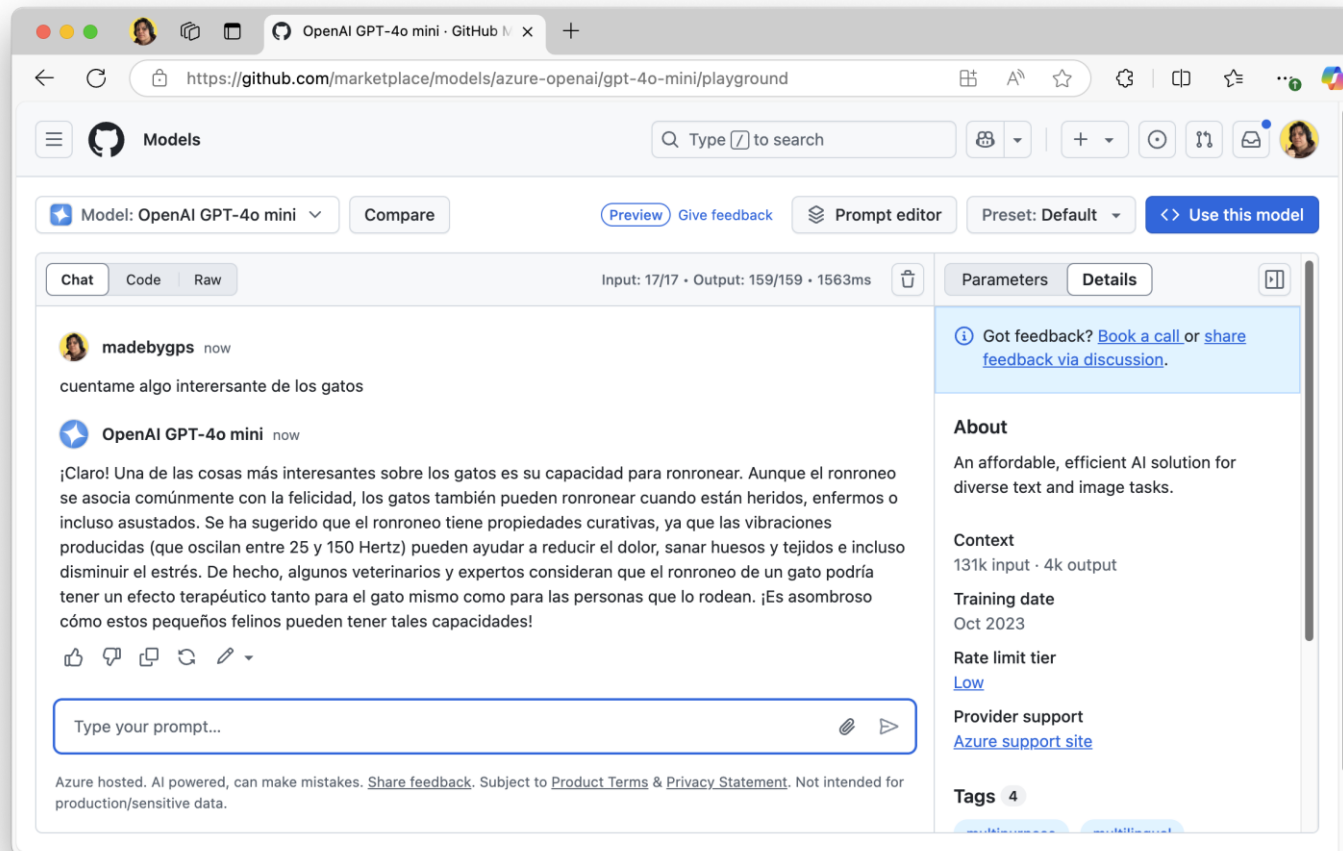 OpenAI GPT-4o mini · GitHub M
https://github.com/marketplace/models/azure-openai/gpt-4o-mini/playground
Models
Type / to search
Model: OpenAI GPT-4o mini
Compare
Preview
Give feedback
Prompt editor
Preset: Default
<> Use this model
Chat
Code
Raw
Input: 17/17 • Output: 159/159 • 1563ms
madebygps now
cuentame algo interersante de los gatos
OpenAI GPT-4o mini now
¡Claro! Una de las cosas más interesantes sobre los gatos es su capacidad para ronronear. Aunque el ronroneo
se asocia comúnmente con la felicidad, los gatos también pueden ronronear cuando están heridos, enfermos o
incluso asustados. Se ha sugerido que el ronroneo tiene propiedades curativas, ya que las vibraciones
producidas (que oscilan entre 25 y 150 Hertz) pueden ayudar a reducir el dolor, sanar huesos y tejidos e incluso
disminuir el estrés. De hecho, algunos veterinarios y expertos consideran que el ronroneo de un gato podría
tener un efecto terapéutico tanto para el gato mismo como para las personas que lo rodean. ¡Es asombroso
cómo estos pequeños felinos pueden tener tales capacidades!
Type your prompt...
Azure hosted. AI powered, can make mistakes. Share feedback. Subject to Product Terms & Privacy Statement. Not intended for
production/sensitive data.
Parameters
Details
Got feedback? Book a call or share
feedback via discussion.
About
An affordable, efficient AI solution for
diverse text and image tasks.
Context
131k input · 4k output
Training date
Oct 2023
Rate limit tier
Low
Provider support
Azure support site
Tags 4
multipurpose
multilingual